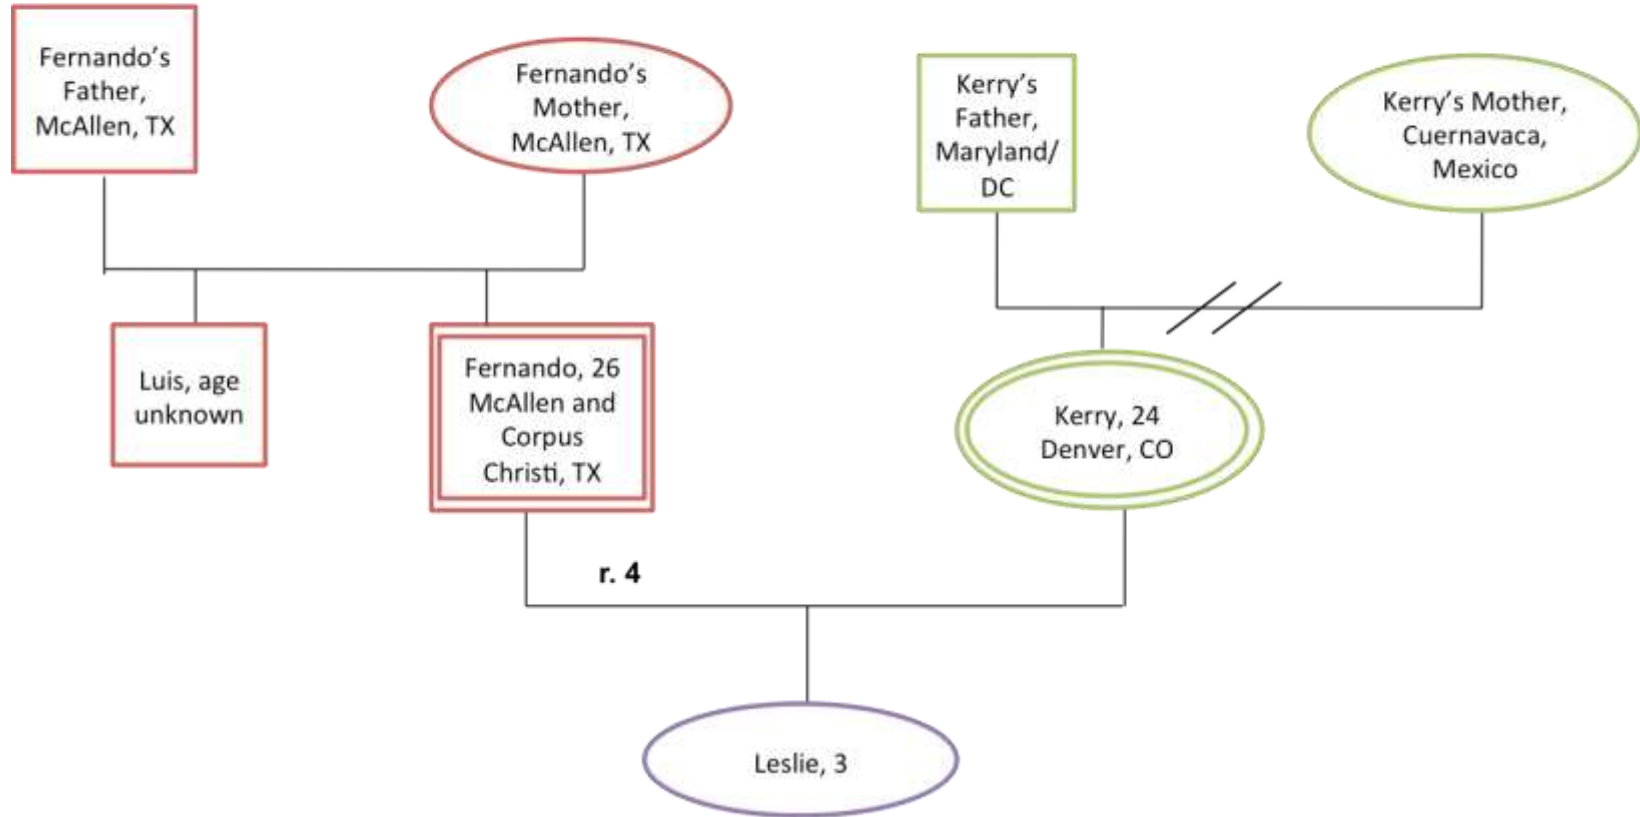 Fernando’s
Father,
McAllen, TX
Fernando’s
Mother,
McAllen, TX
Kerry’s
Father,
Maryland/
DC
Kerry’s Mother,
Cuernavaca,
Mexico
Luis, age
unknown
Fernando, 26
McAllen and
Corpus
Christi, TX
Kerry, 24
Denver, CO
r. 4
Leslie, 3